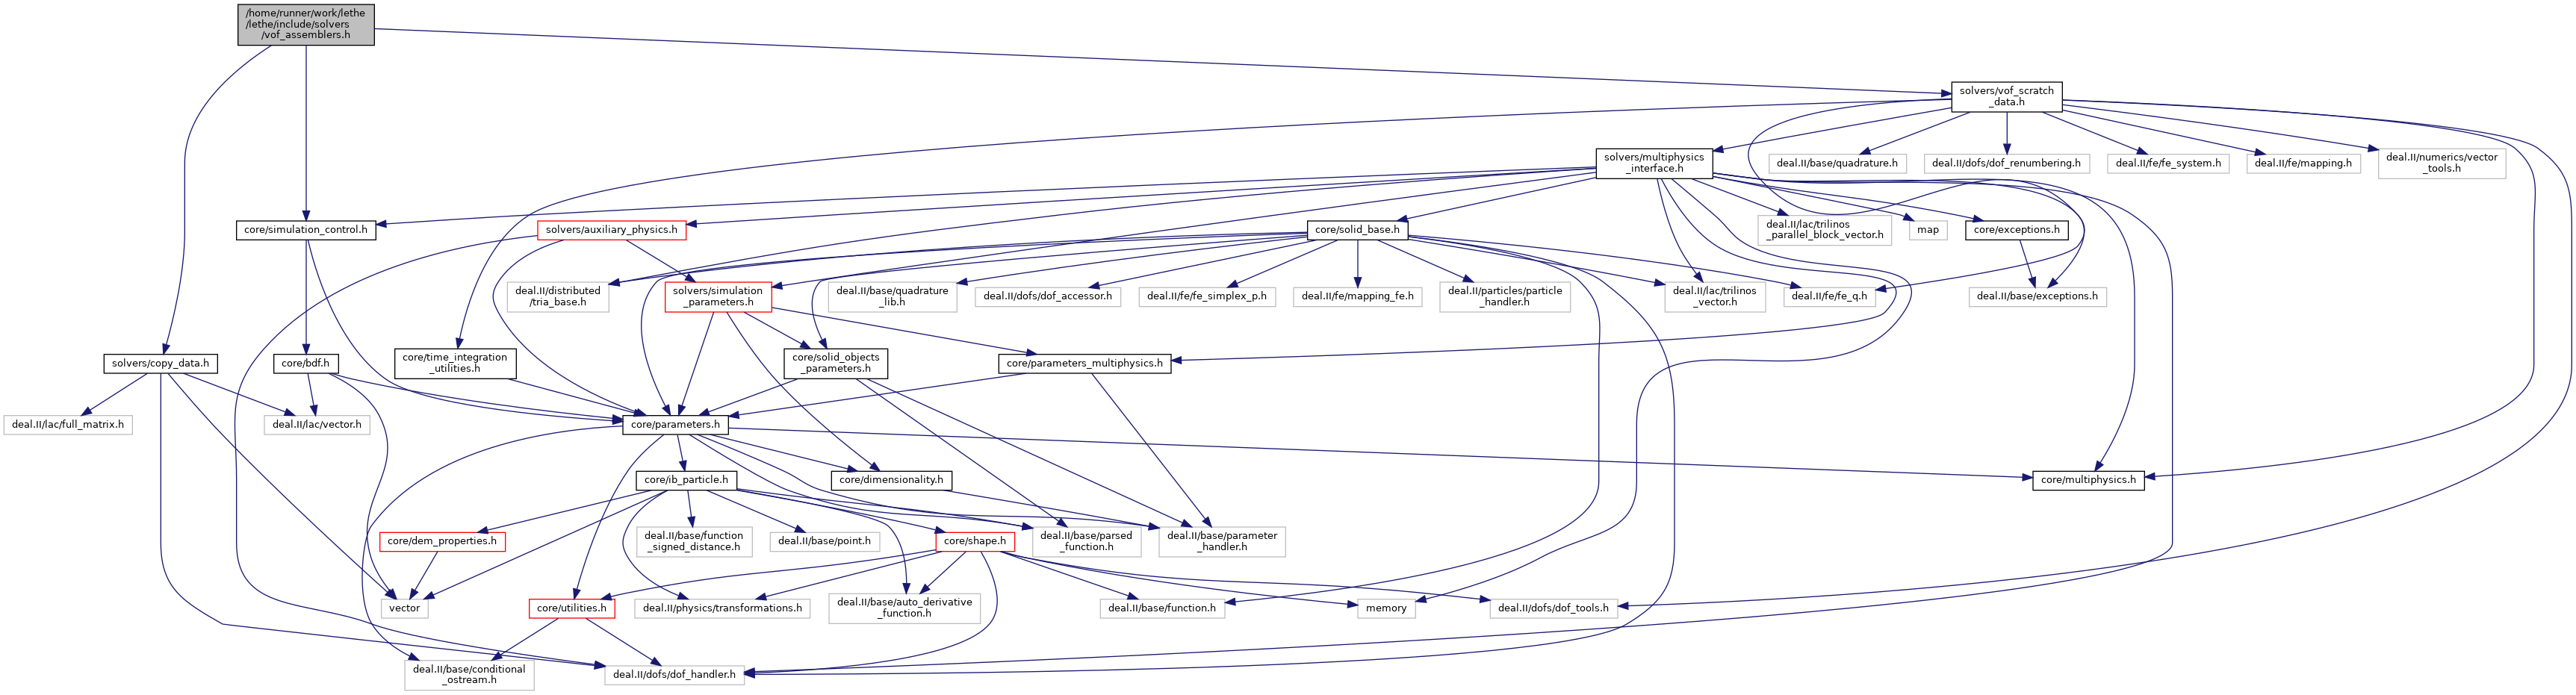 /home/runner/work/lethe
/lethe/include/solvers
/vof_assemblers.h
solvers/vof_scratch
_data.h
solvers/multiphysics
_interface.h
deal.II/base/quadrature.h
deal.II/dofs/dof_renumbering.h
deal.II/fe/fe_system.h
deal.II/fe/mapping.h
deal.II/numerics/vector
_tools.h
core/simulation_control.h
solvers/auxiliary_physics.h
core/solid_base.h
deal.II/lac/trilinos
_parallel_block_vector.h
map
core/exceptions.h
deal.II/distributed
/tria_base.h
solvers/simulation
_parameters.h
deal.II/base/quadrature
_lib.h
deal.II/dofs/dof_accessor.h
deal.II/fe/fe_simplex_p.h
deal.II/fe/mapping_fe.h
deal.II/particles/particle
_handler.h
deal.II/lac/trilinos
_vector.h
deal.II/fe/fe_q.h
deal.II/base/exceptions.h
solvers/copy_data.h
core/bdf.h
core/time_integration
_utilities.h
core/solid_objects
_parameters.h
core/parameters_multiphysics.h
deal.II/lac/full_matrix.h
deal.II/lac/vector.h
core/parameters.h
core/ib_particle.h
core/dimensionality.h
core/multiphysics.h
core/dem_properties.h
deal.II/base/function
_signed_distance.h
deal.II/base/point.h
core/shape.h
deal.II/base/parsed
_function.h
deal.II/base/parameter
_handler.h
vector
core/utilities.h
deal.II/physics/transformations.h
deal.II/base/auto_derivative
_function.h
deal.II/base/function.h
memory
deal.II/dofs/dof_tools.h
deal.II/base/conditional
_ostream.h
deal.II/dofs/dof_handler.h